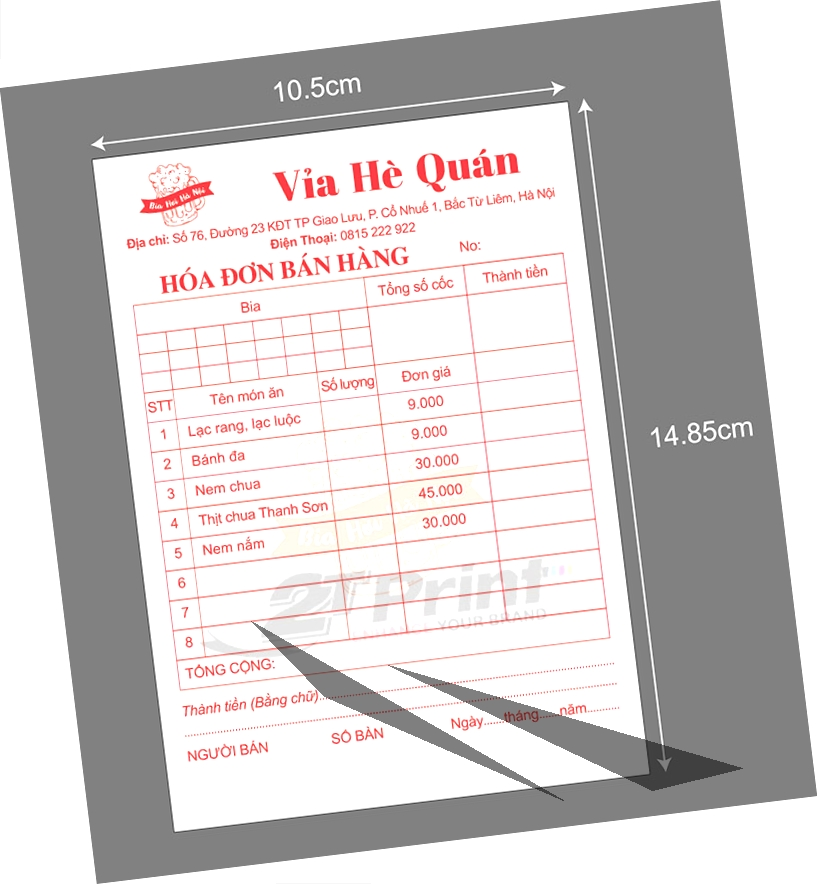 10.5cm
Bia Hơi Hà Nội
Vỉa Hè Quán
Địa chỉ: Số 76, Đường 23 KĐT TP Giao Lưu, P. Cổ Nhuế 1, Bắc Từ Liêm, Hà Nội
Điện Thoại: 0815 222 922
HÓA ĐƠN BÁN HÀNG No:
Bia Tổng số cốc Thành tiền
STT Tên món ăn Số lượng Đơn giá
1 Lạc rang, lạc luộc 9.000
2 Bánh đa 9.000
3 Nem chua 30.000
4 Thịt chua Thanh Sơn 45.000
5 Nem nắm 30.000
6
7
8
TỔNG CỘNG:
Thành tiền (Bằng chữ)
Ngày......tháng......năm..........
NGƯỜI BÁN SỐ BÀN
14.85cm
Bia Hơi
2T Print
YOUR BRAND